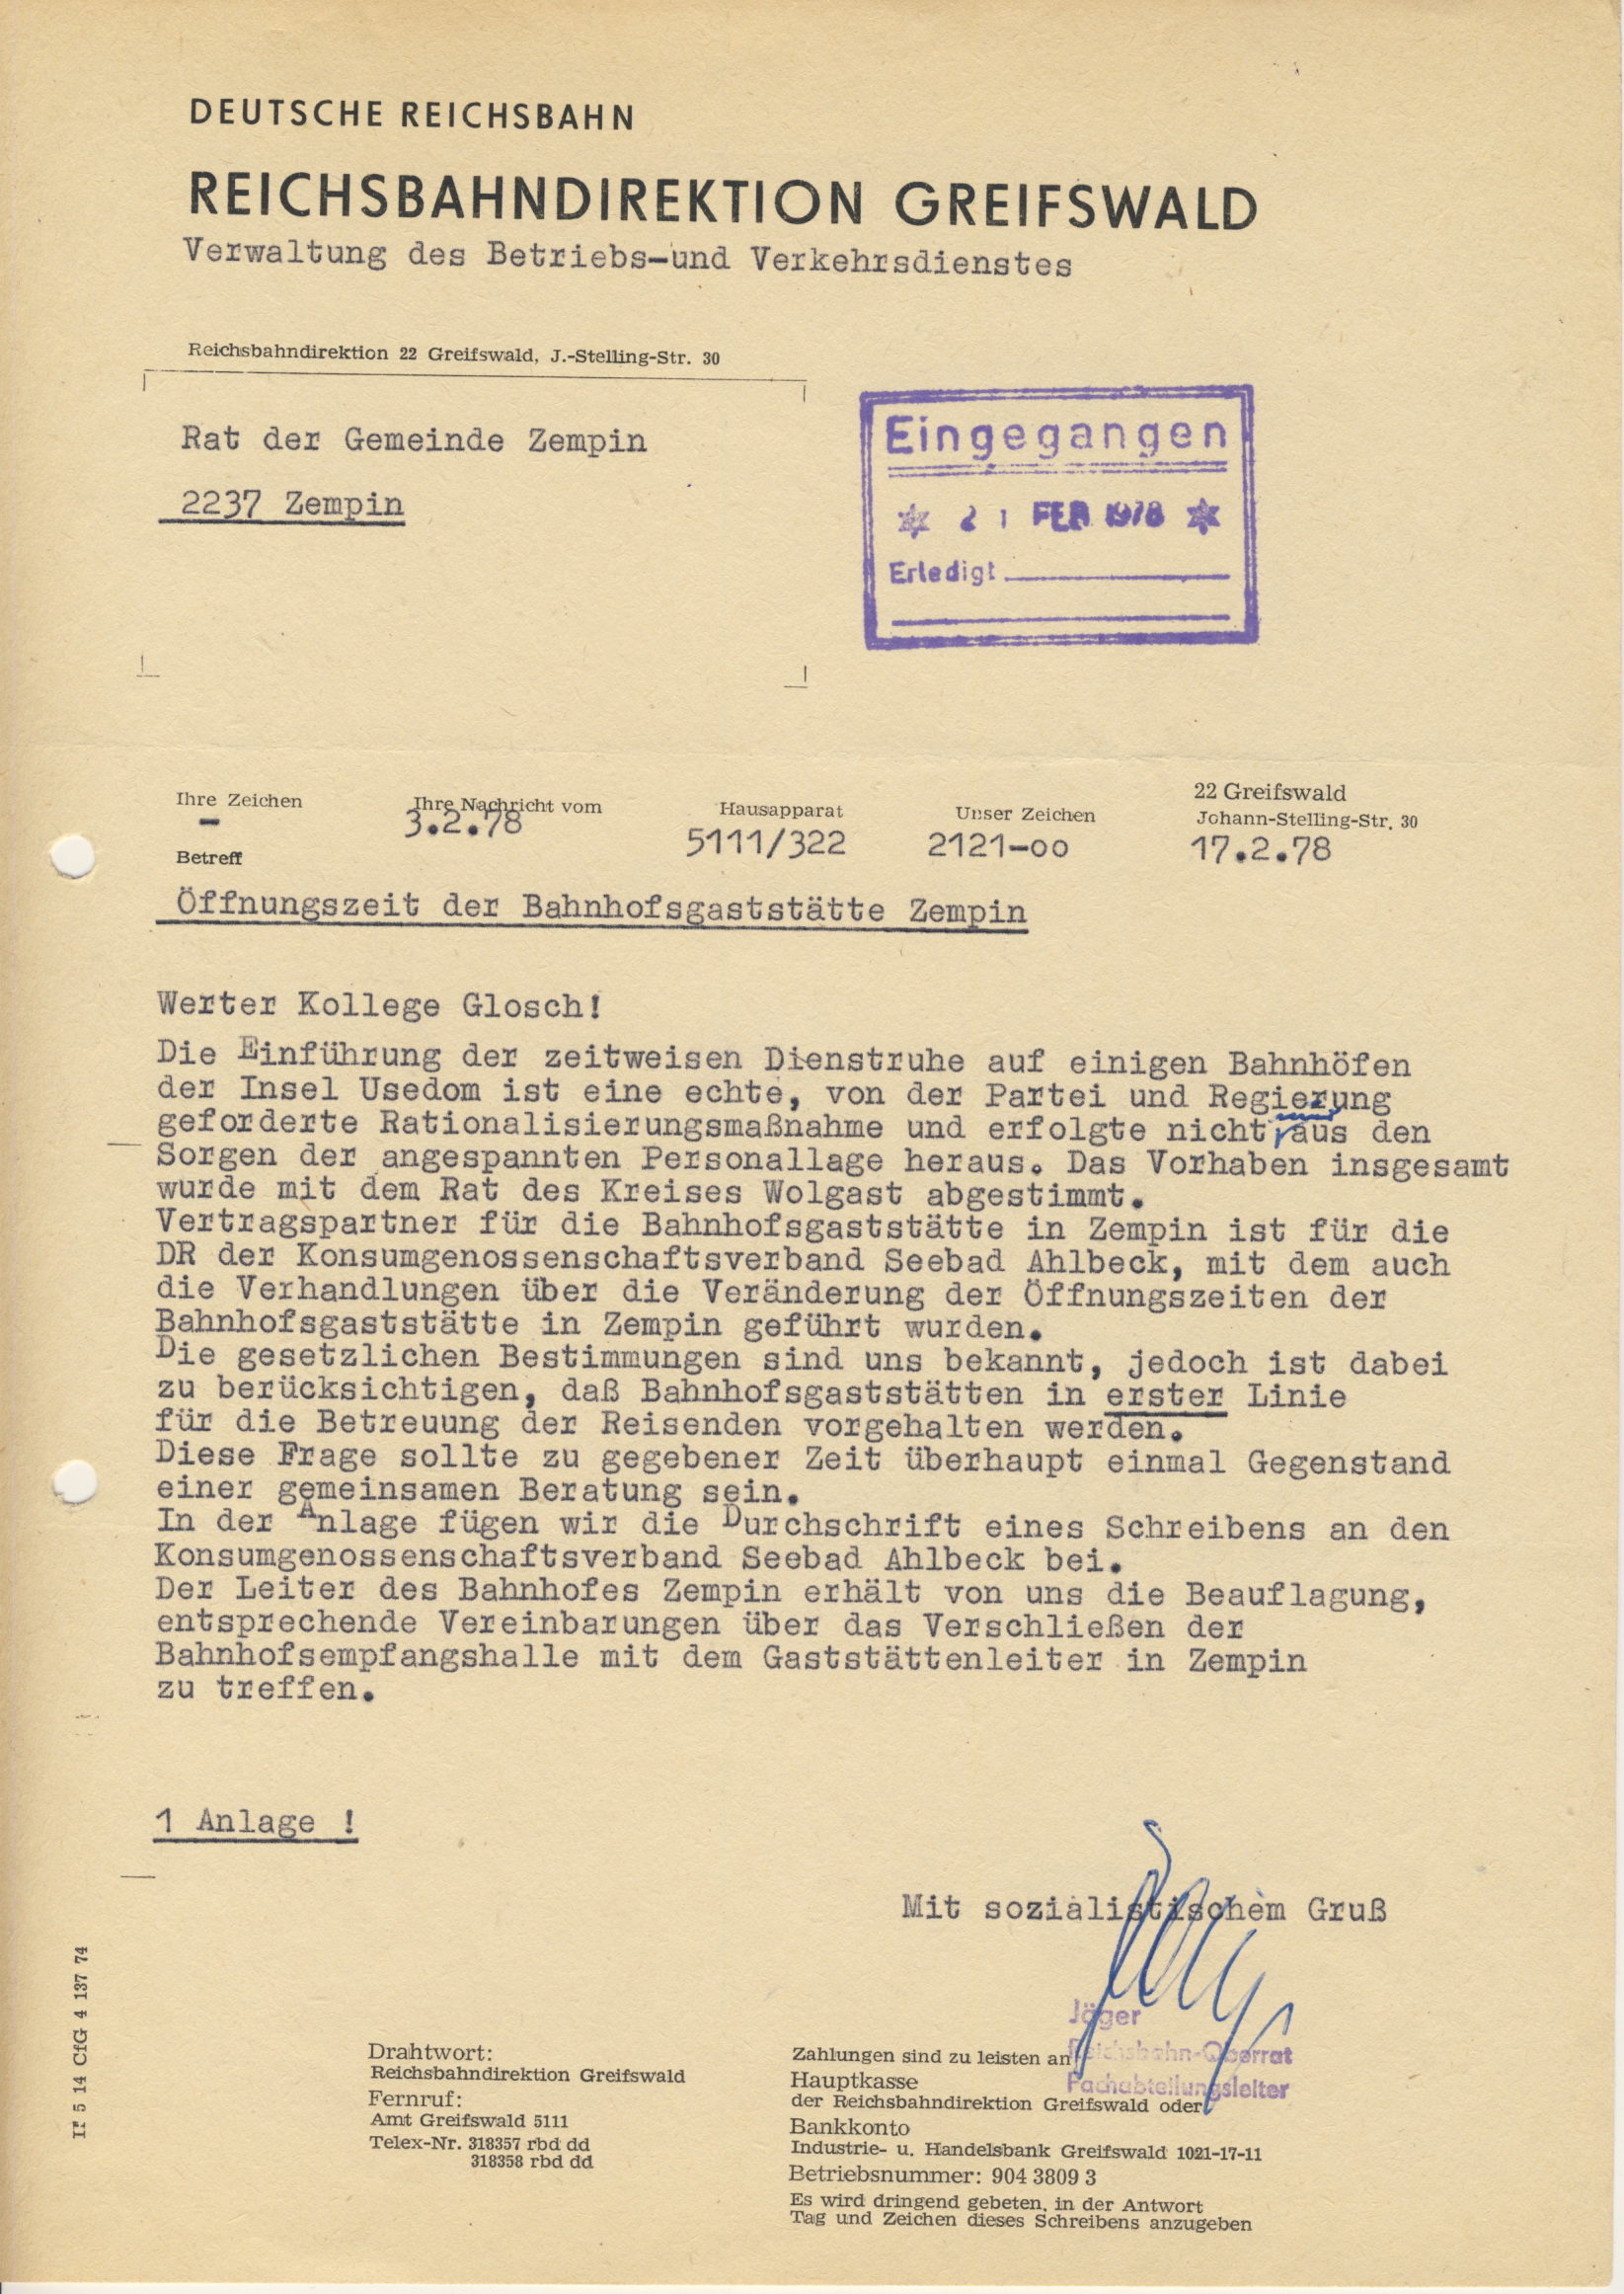 DEUTSCHE REICHSBAHN
REICHSBAHNDIREKTION GREIFSWALD
Verwaltung des Betriebs-und Verkehrsdienstes
Reichsbahndirektion 22 Greifswald, J.-Stelling-Str. 30
Rat der Gemeinde Zempin
2237 Zempin
Eingegangen
* 21 FEB 1978 *
Erledigt
Ihre Zeichen
-
Ihre Nachricht vom
3.2.78
Hausapparat
5111/322
Unser Zeichen
2121-oo
22 Greifswald
Johann-Stelling-Str. 30
17.2.78
Betreff
Öffnungszeit der Bahnhofsgaststätte Zempin
Werter Kollege Glosch!
Die Einführung der zeitweisen Dienstruhe auf einigen Bahnhöfen
der Insel Usedom ist eine echte, von der Partei und Regierung
geforderte Rationalisierungsmaßnahme und erfolgte nicht nur aus den
Sorgen der angespannten Personallage heraus. Das Vorhaben insgesamt
wurde mit dem Rat des Kreises Wolgast abgestimmt.
Vertragspartner für die Bahnhofsgaststätte in Zempin ist für die
DR der Konsumgenossenschaftsverband Seebad Ahlbeck, mit dem auch
die Verhandlungen über die Veränderung der Öffnungszeiten der
Bahnhofsgaststätte in Zempin geführt wurden.
Die gesetzlichen Bestimmungen sind uns bekannt, jedoch ist dabei
zu berücksichtigen, daß Bahnhofsgaststätten in erster Linie
für die Betreuung der Reisenden vorgehalten werden.
Diese Frage sollte zu gegebener Zeit überhaupt einmal Gegenstand
einer gemeinsamen Beratung sein.
In der Anlage fügen wir die Durchschrift eines Schreibens an den
Konsumgenossenschaftsverband Seebad Ahlbeck bei.
Der Leiter des Bahnhofes Zempin erhält von uns die Beauflagung,
entsprechende Vereinbarungen über das Verschließen der
Bahnhofsempfangshalle mit dem Gaststättenleiter in Zempin
zu treffen.
1 Anlage !
Mit sozialistischem Gruß
Jäger
Reichsbahn-Oberrat
Fachabteilungsleiter
Drahtwort:
Reichsbahndirektion Greifswald
Fernruf:
Amt Greifswald 5111
Telex-Nr. 318357 rbd dd
318358 rbd dd
Zahlungen sind zu leisten an
Hauptkasse
der Reichsbahndirektion Greifswald oder
Bankkonto
Industrie- u. Handelsbank Greifswald 1021-17-11
Betriebsnummer: 904 3809 3
Es wird dringend gebeten, in der Antwort
Tag und Zeichen dieses Schreibens anzugeben
5 14 CfG 4 137 74